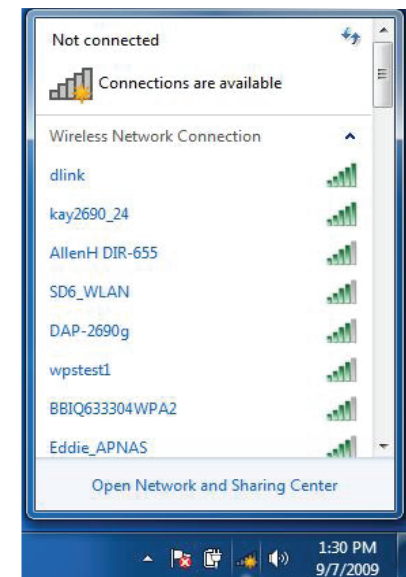 Not connected
Connections are available
Wireless Network Connection
dlink
kay2690_24
AllenH DIR-655
SD6_WLAN
DAP-2690g
wpstest1
BBIQ633304WPA2
Eddie_APNAS
Open Network and Sharing Center
1:30 PM
9/7/2009